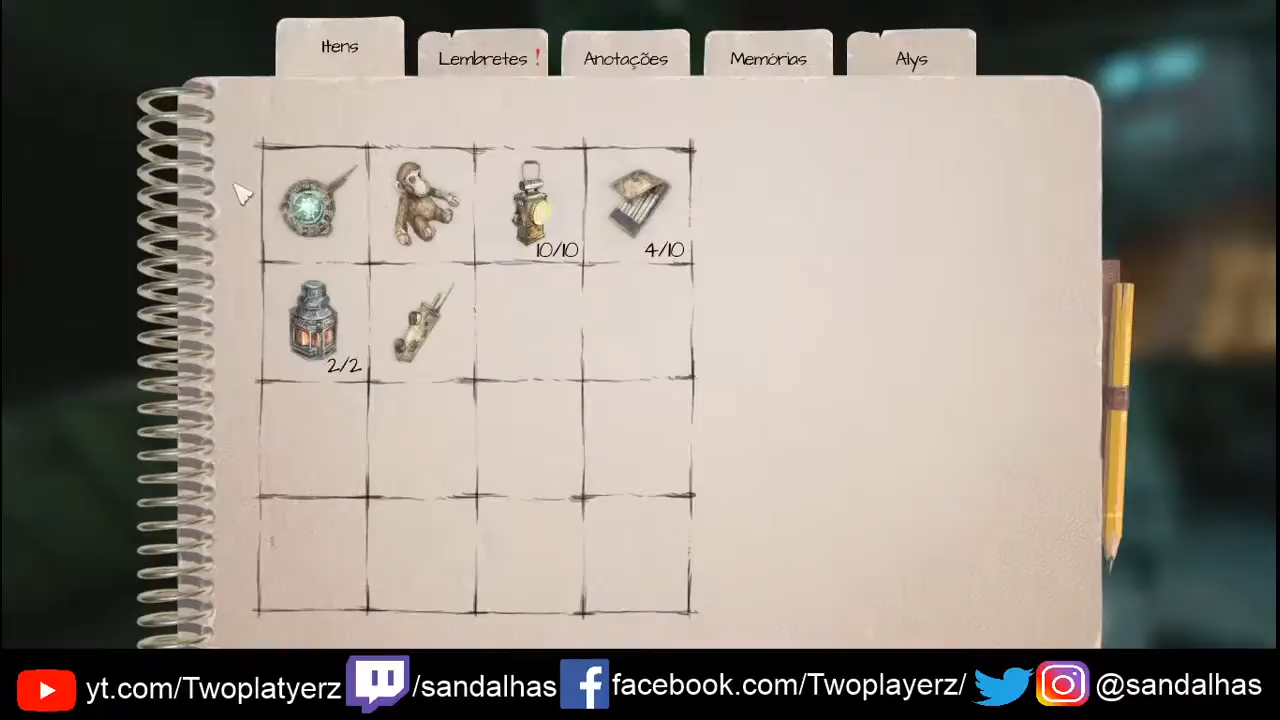 Itens
Lembretes !
Anotações
Memórias
Alys
10/10
4/10
2/2
yt.com/Twoplatyerz
/sandalhas
facebook.com/Twoplayerz/
@sandalhas